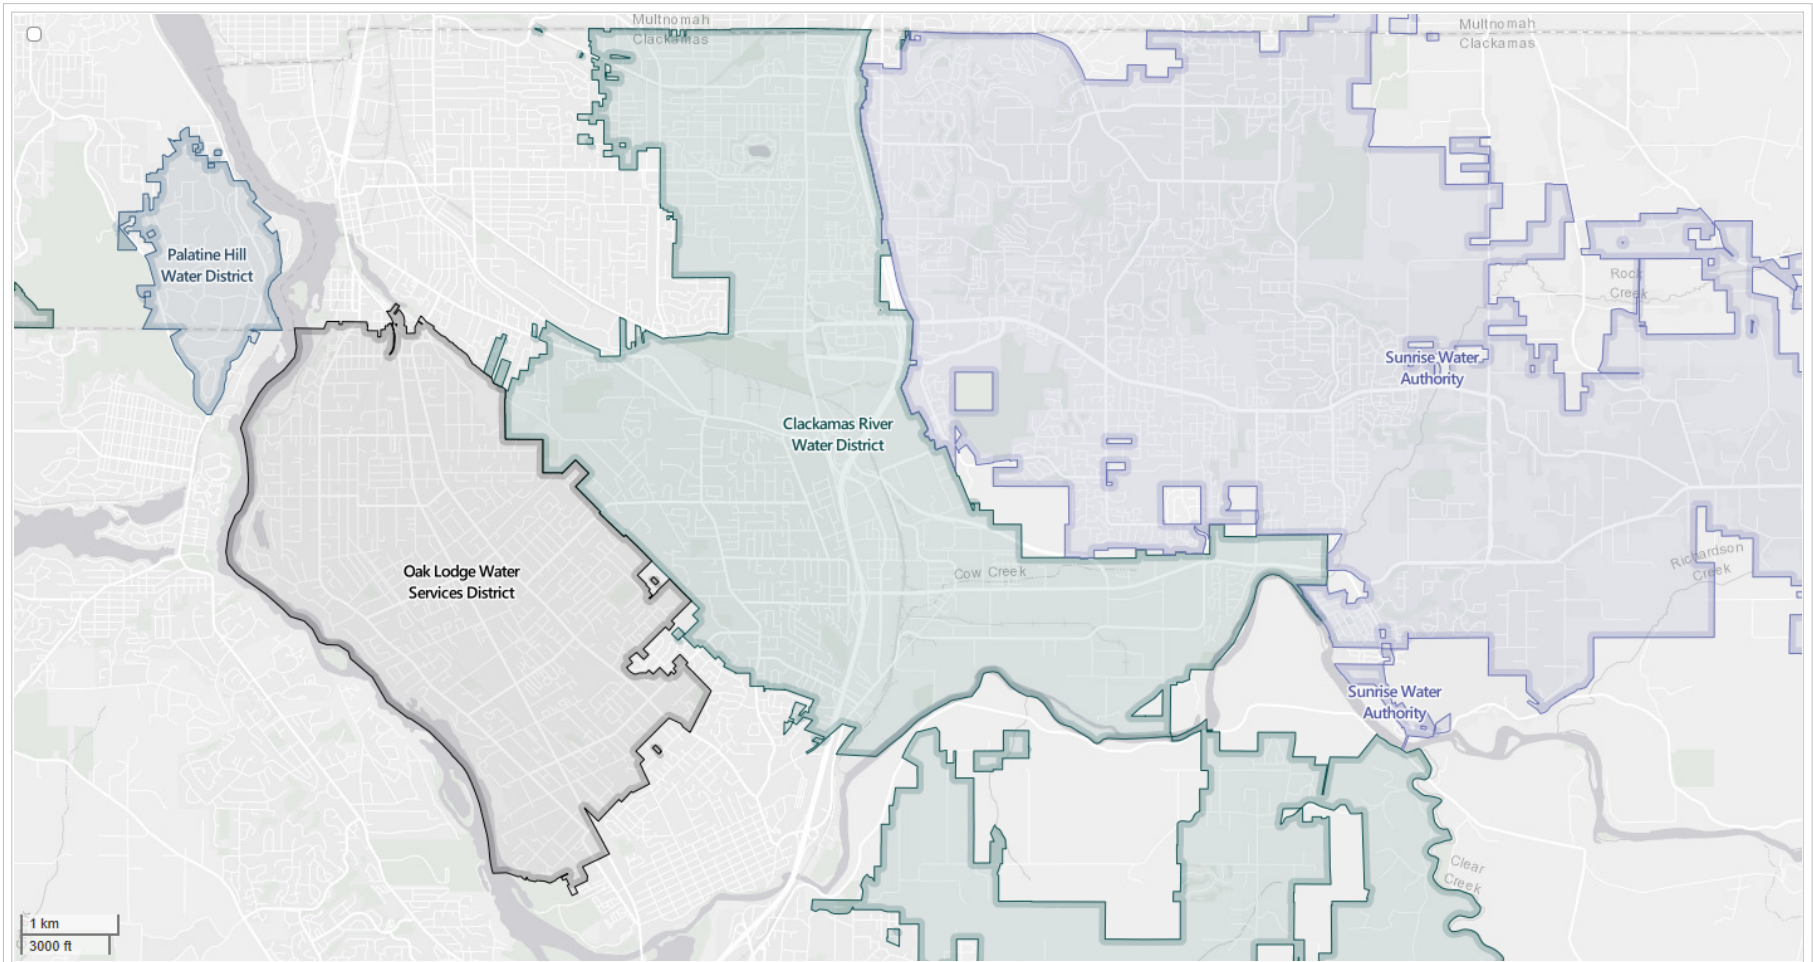 Multnomah
Clackamas
Multnomah
Clackamas
Palatine Hill
Water District
Rock
Creek
Sunrise Water
Authority
Clackamas River
Water District
Oak Lodge Water
Services District
Cow Creek
Richardson
Creek
Sunrise Water
Authority
Clear
Creek
1 km
3000 ft